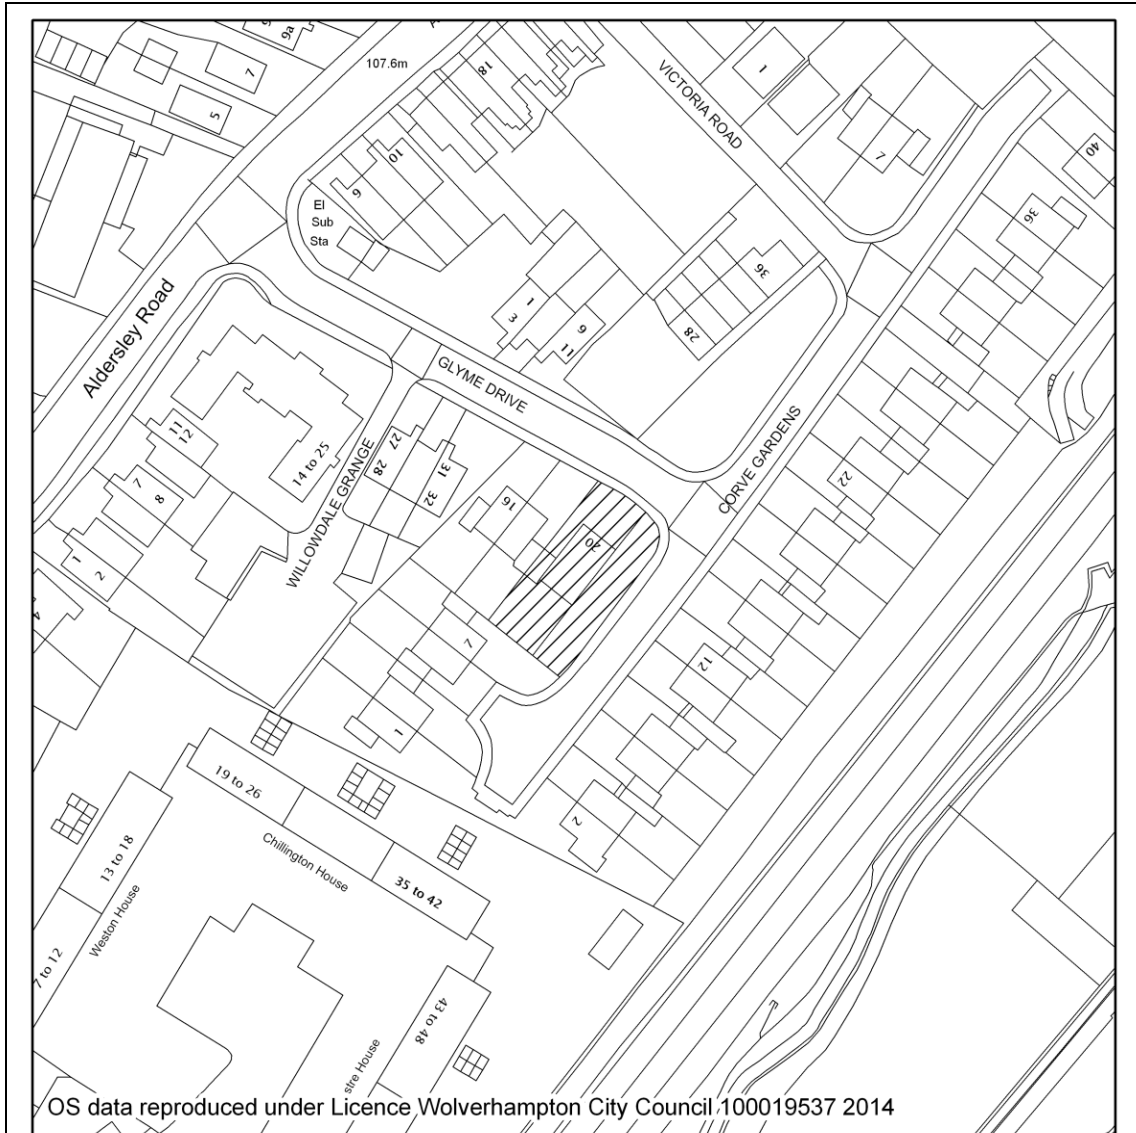 9a
7
5
107.6m
18
VICTORIA ROAD
1
7
40
10
9
El
Sub
Sta
36
36
1
3
9
11
28
Aldersley Road
GLYME DRIVE
CORVE GARDENS
11
12
14 to 25
27
28
31
32
WILLOWDALE GRANGE
22
7
8
16
20
1
2
7
12
1
2
19 to 26
Chillington House
35 to 42
13 to 18
Weston House
7 to 12
43 to 48
stre House
OS data reproduced under Licence Wolverhampton City Council 100019537 2014